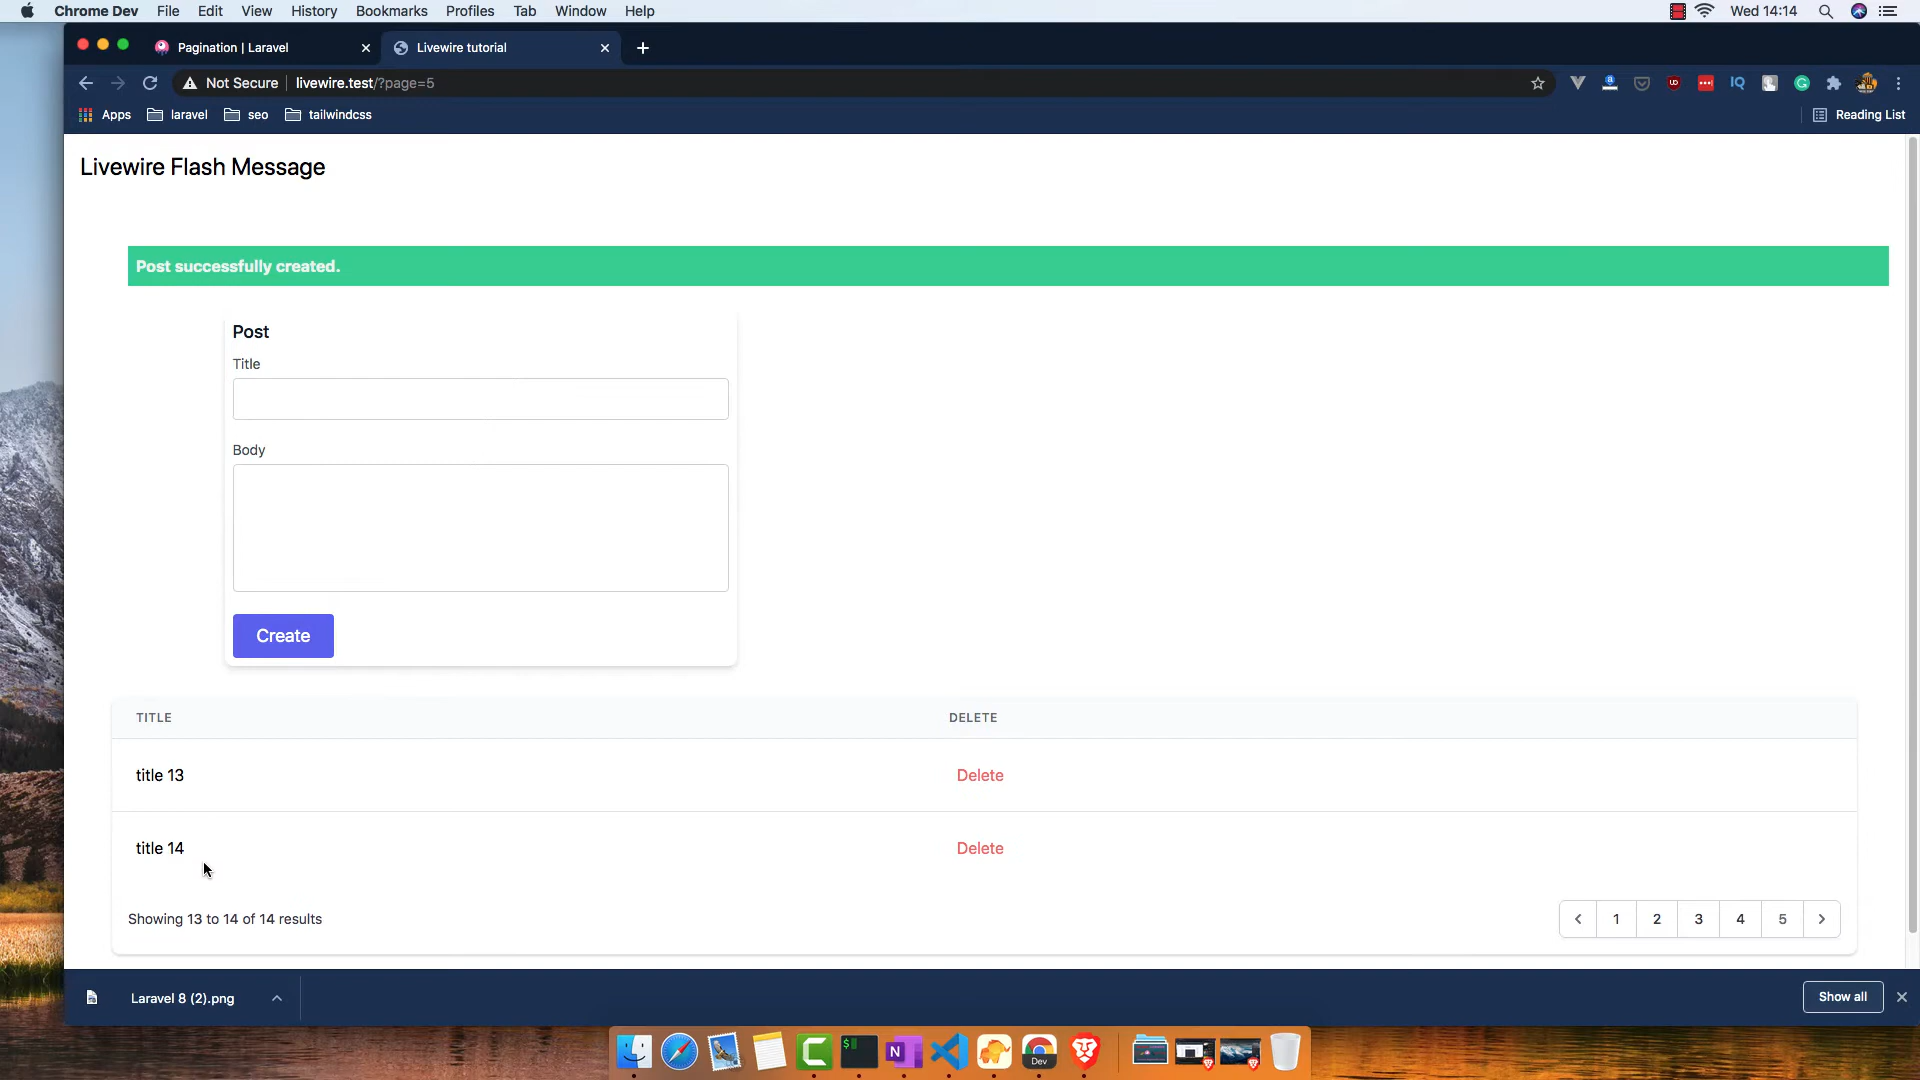 Chrome Dev File Edit View History Bookmarks Profiles Tab Window Help Wed 14:14
Pagination | Laravel Livewire tutorial
Not Secure livewire.test/?page=5
Apps laravel seo tailwindcss Reading List
Livewire Flash Message
Post successfully created.
Post
Title
Body
Create
TITLE DELETE
title 13 Delete
title 14 Delete
Showing 13 to 14 of 14 results 1 2 3 4 5
Laravel 8 (2).png Show all
Dev